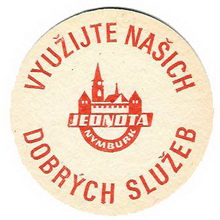 VYUŽIJTE NAŠICH
JEDNOTA
NYMBURK
DOBRÝCH SLUŽEB